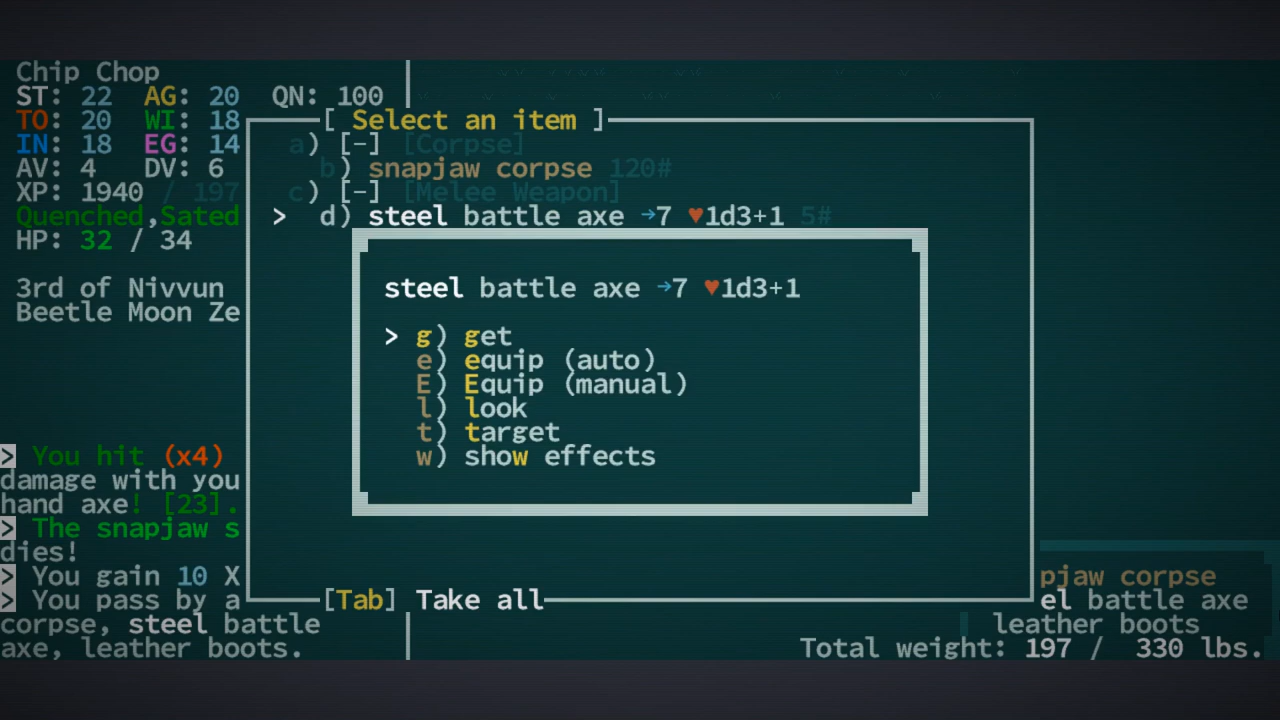 Chip Chop
ST: 22 AG: 20 QN: 100
TO: 20 WI: 18
[ Select an item ]
IN: 18 EG: 14
a) [-] [Corpse]
AV: 4 DV: 6
b) snapjaw corpse 120#
XP: 1940 / 197
c) [-] [Melee Weapon]
Quenched,Sated
> d) steel battle axe →7 ♥1d3+1 5#
HP: 32 / 34
3rd of Nivvun
Beetle Moon Ze
steel battle axe →7 ♥1d3+1
> g) get
e) equip (auto)
E) Equip (manual)
l) look
t) target
w) show effects
> You hit (x4)
damage with you
hand axe! [23].
> The snapjaw s
dies!
> You gain 10 X
> You pass by a
corpse, steel battle
axe, leather boots.
[Tab] Take all
pjaw corpse
el battle axe
leather boots
Total weight: 197 / 330 lbs.